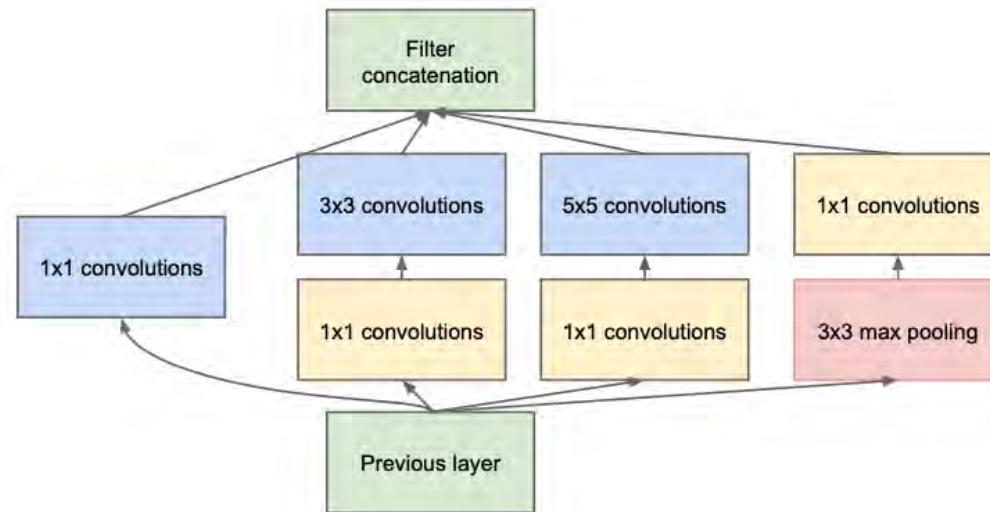 Filter
concatenation
3x3 convolutions
5x5 convolutions
1x1 convolutions
1x1 convolutions
1x1 convolutions
1x1 convolutions
3x3 max pooling
Previous layer